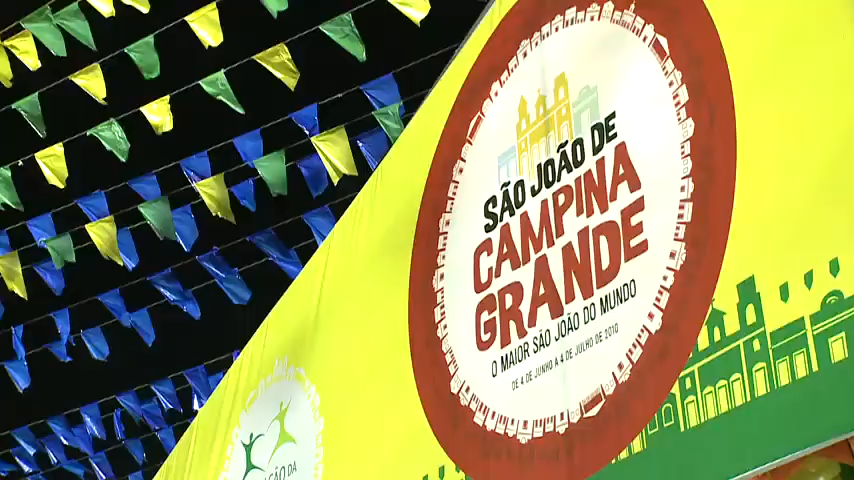 SÃO JOÃO DE
CAMPINA
GRANDE
O MAIOR SÃO JOÃO DO MUNDO
DE 4 DE JUNHO A 4 DE JULHO DE 2010
DA